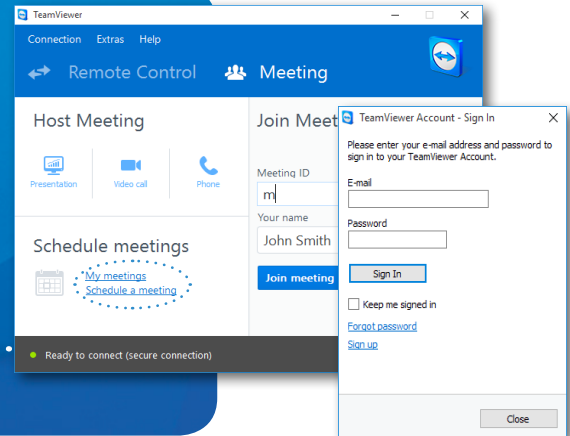 TeamViewer
Connection Extras Help
Remote Control Meeting
Host Meeting
Presentation Video call Phone
Schedule meetings
My meetings
Schedule a meeting
Join Meet
Meeting ID
m
Your name
John Smith
Join meeting
Ready to connect (secure connection)
TeamViewer Account - Sign In
Please enter your e-mail address and password to
sign in to your TeamViewer Account.
E-mail
Password
Sign In
Keep me signed in
Forgot password
Sign up
Close